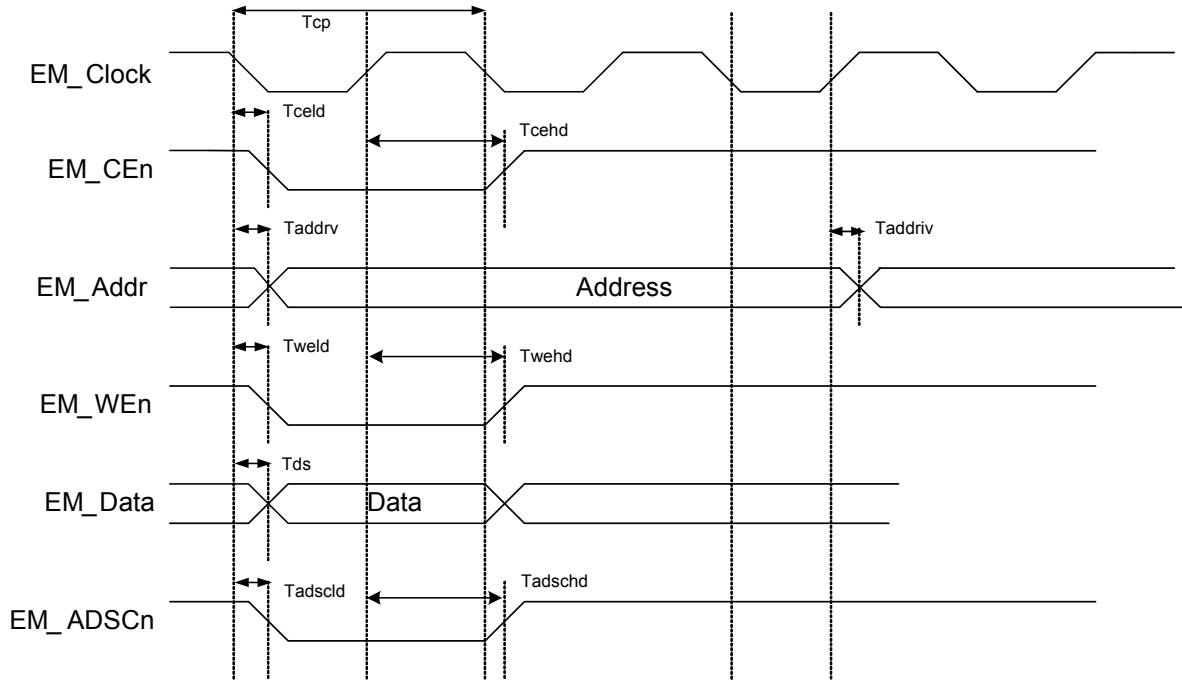 Tcp
EM_Clock
Tceld
Tcehd
EM_CEn
Taddrv
Taddriv
EM_Addr
Address
Tweld
Twehd
EM_WEn
Tds
EM_Data
Data
Tadscld
Tadschd
EM_ADSCn